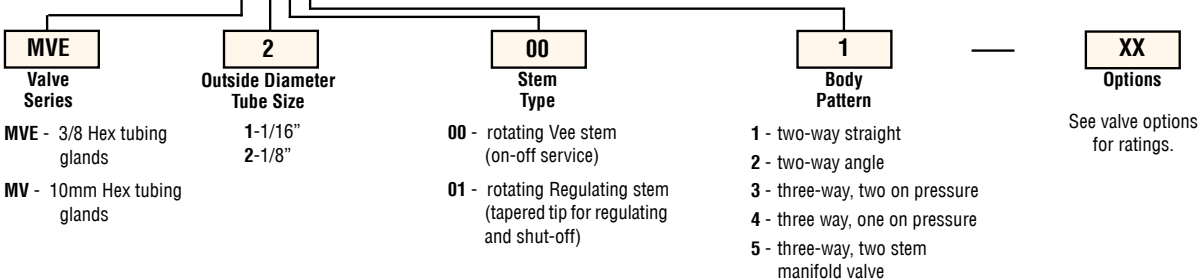 MVE
Valve
Series
MVE - 3/8 Hex tubing
glands
MV - 10mm Hex tubing
glands
2
Outside Diameter
Tube Size
1-1/16”
2-1/8”
00
Stem
Type
00 - rotating Vee stem
(on-off service)
01 - rotating Regulating stem
(tapered tip for regulating
and shut-off)
1
Body
Pattern
1 - two-way straight
2 - two-way angle
3 - three-way, two on pressure
4 - three way, one on pressure
5 - three-way, two stem
manifold valve
XX
Options
See valve options
for ratings.